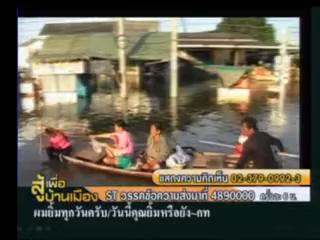 แสดงความคิดเห็น 02-379-0992-3
สู้เพื่อบ้านเมือง
ST วรรคข้อความส่งมาที่ 4890000 ครั้งละ 6 บ.
ผมยิ้มทุกวันครับ/วันนี้คุณยิ้มหรือยัง-กท